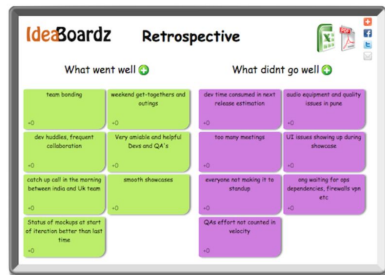 IdeaBoardz
Retrospective
What went well
What didnt go well
team bonding
+0
weekend get-togethers and
outings
+0
dev time consumed in next
release estimation
+0
audio equipment and quality
issues in pune
+0
dev huddles, frequent
collaboration
+0
Very amiable and helpful
Devs and QA's
+0
too many meetings
+0
UI issues showing up during
showcase.
+0
catch up call in the morning
between india and Uk team
+0
smooth showcases
+0
everyone not making it to
standup
+0
ong waiting for ops
dependencies, firewalls vpn
etc
+0
Status of mockups at start
of iteration better than last
time
+0
QAs effort not counted in
velocity
+0